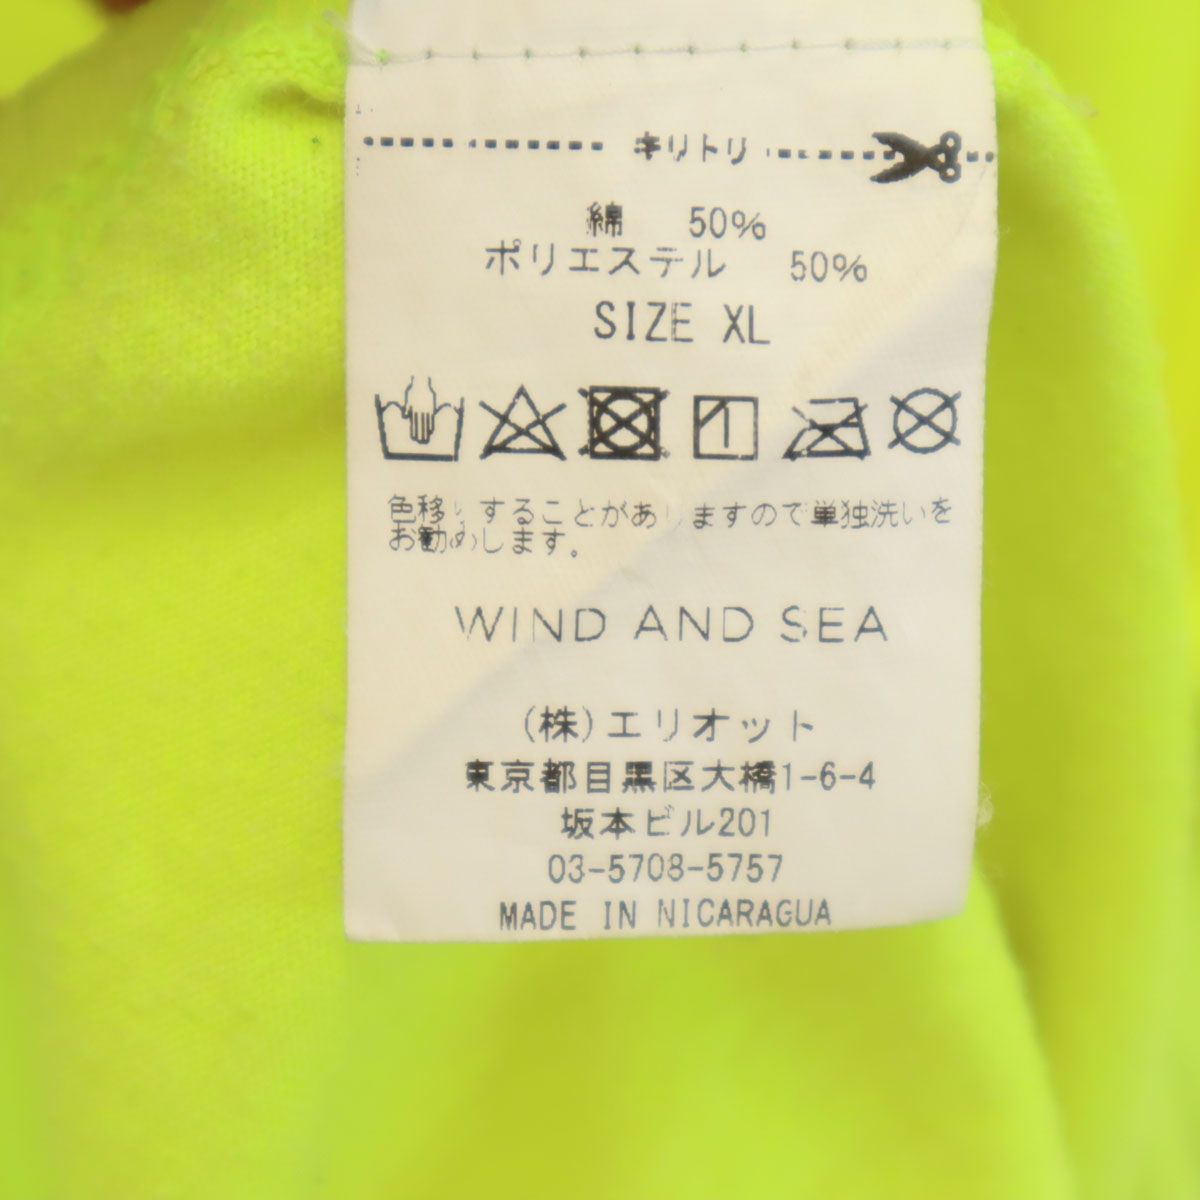 キリトリ
綿 50%
ポリエステル 50%
SIZE XL
色移りすることがありますので単独洗いを
お勧めします。
WIND AND SEA
(株)エリオット
東京都目黒区大橋1-6-4
坂本ビル201
03-5708-5757
MADE IN NICARAGUA